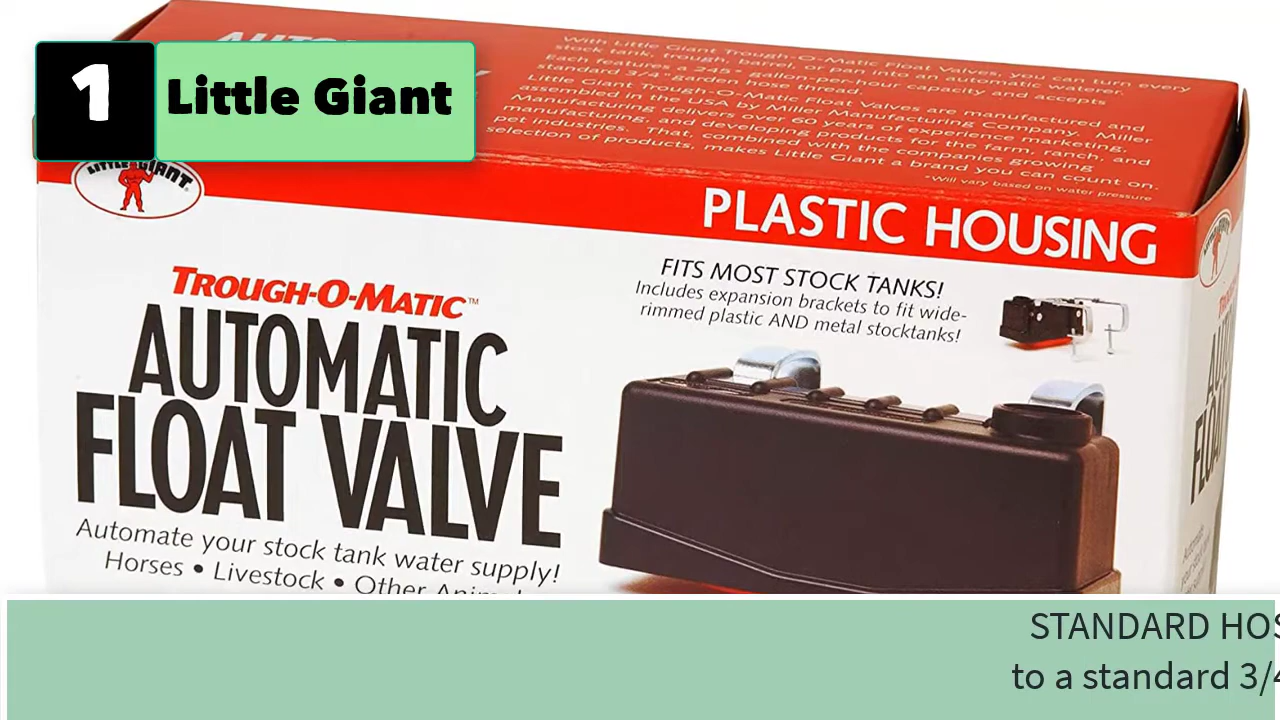 1 Little Giant
With Little Giant Trough-O-Matic Float Valves, you can turn every
stock tank, trough, barrel, or pan into an automatic waterer.
Each features a 245* gallon-per-hour capacity and accepts
standard 3/4" garden hose thread.
Little Giant Trough-O-Matic Float Valves are manufactured and
assembled in the USA by Miller Manufacturing Company. Miller
Manufacturing delivers over 60 years of experience marketing,
manufacturing, and developing products for the farm, ranch, and
pet industries. That, combined with the companies growing
selection of products, makes Little Giant a brand you can count on.
*Will vary based on water pressure
LITTLE GIANT
PLASTIC HOUSING
FITS MOST STOCK TANKS!
Includes expansion brackets to fit wide-
rimmed plastic AND metal stocktanks!
TROUGH-O-MATIC™
AUTOMATIC
FLOAT VALVE
Automate your stock tank water supply!
Horses • Livestock • Other
STANDARD HOS
to a standard 3/4